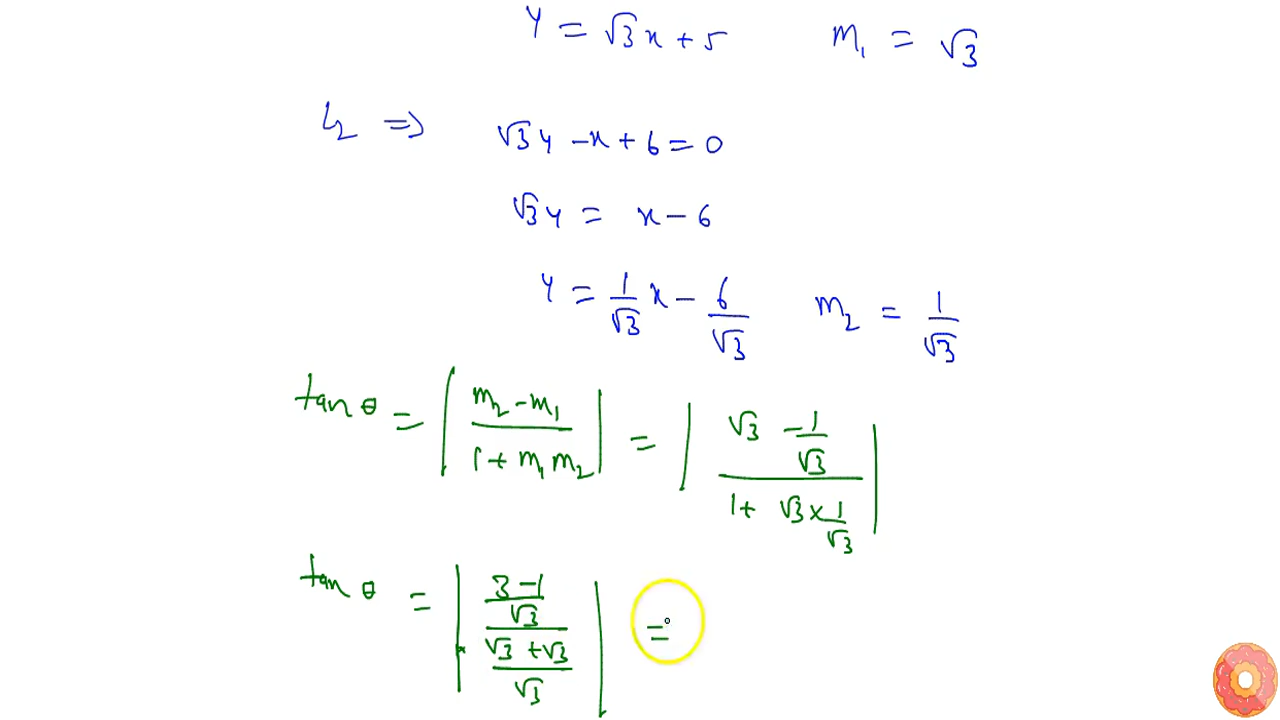 y = √3x + 5 m₁ = √3
L₂ ⇒ √3y - x + 6 = 0
√3y = x - 6
y = 1/√3 x - 6/√3 m₂ = 1/√3
tan θ = | (m₂ - m₁)/(1 + m₁m₂) | = | (√3 - 1/√3)/(1 + √3 × 1/√3) |
tan θ = | ((3 - 1)/√3)/((√3 + √3)/√3) | =